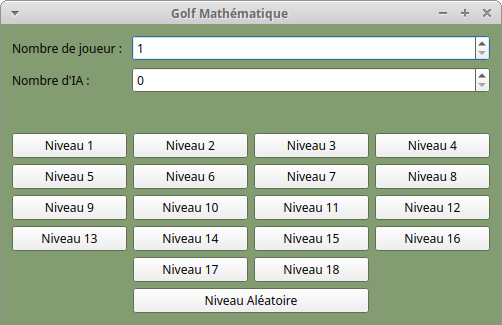 Golf Mathématique
Nombre de joueur : 1
Nombre d'IA : 0
Niveau 1 Niveau 2 Niveau 3 Niveau 4
Niveau 5 Niveau 6 Niveau 7 Niveau 8
Niveau 9 Niveau 10 Niveau 11 Niveau 12
Niveau 13 Niveau 14 Niveau 15 Niveau 16
Niveau 17 Niveau 18
Niveau Aléatoire